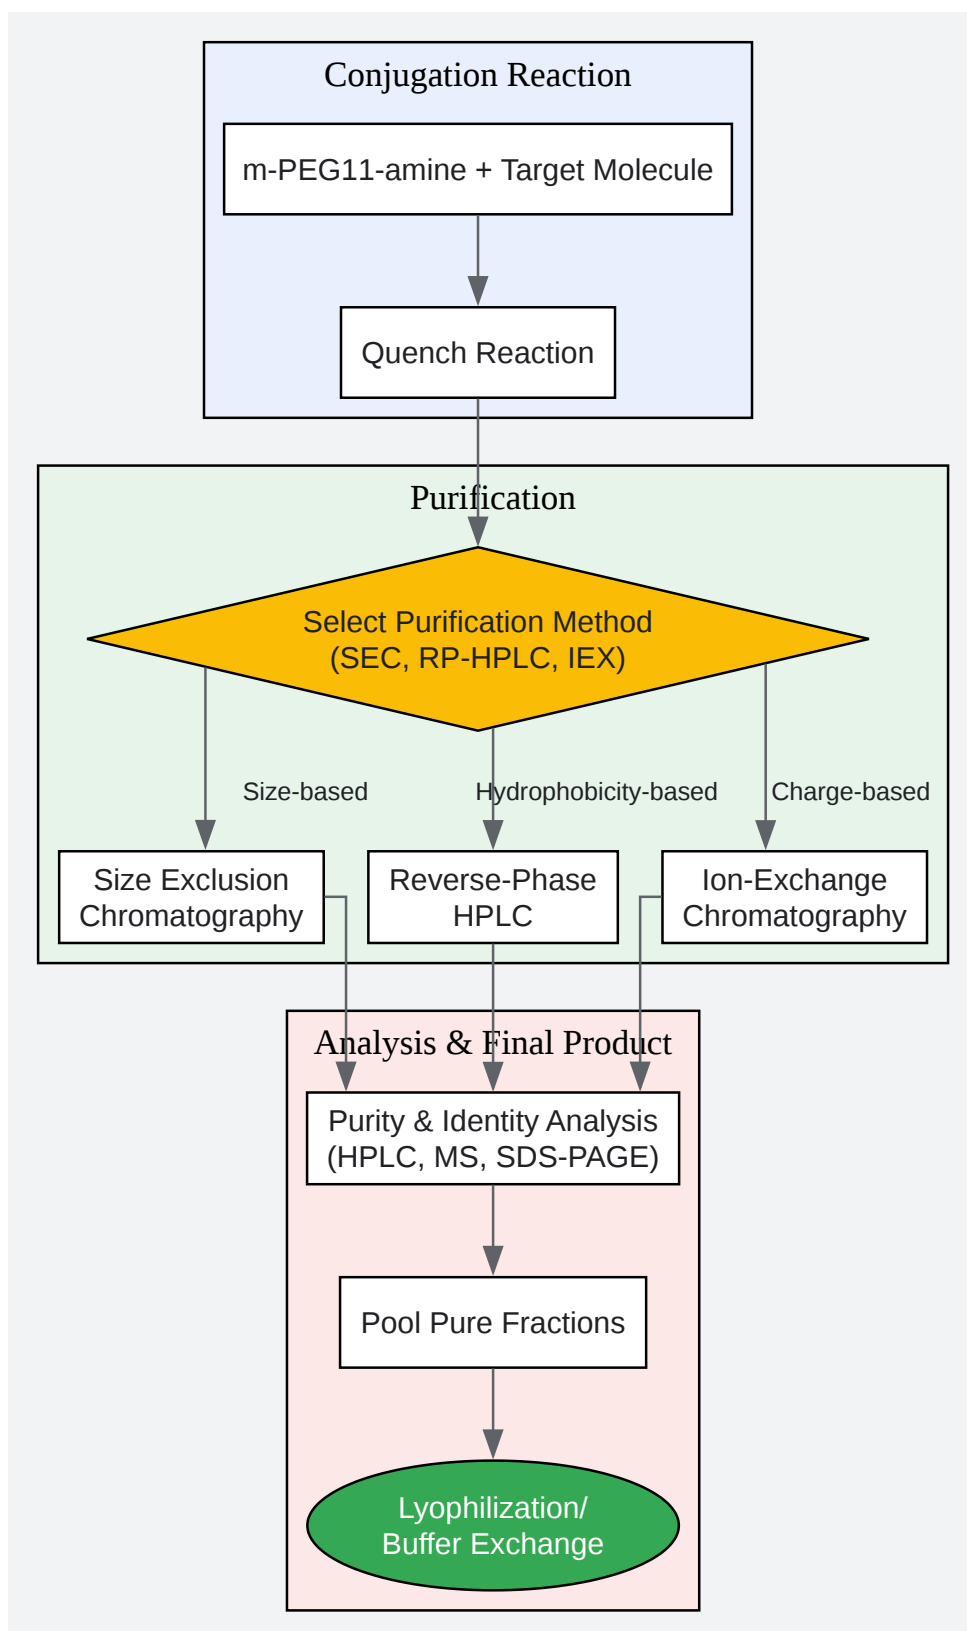 Conjugation Reaction
m-PEG11-amine + Target Molecule
Quench Reaction
Purification
Select Purification Method
(SEC, RP-HPLC, IEX)
Size-based
Hydrophobicity-based
Charge-based
Size Exclusion
Chromatography
Reverse-Phase
HPLC
Ion-Exchange
Chromatography
Analysis & Final Product
Purity & Identity Analysis
(HPLC, MS, SDS-PAGE)
Pool Pure Fractions
Lyophilization/
Buffer Exchange